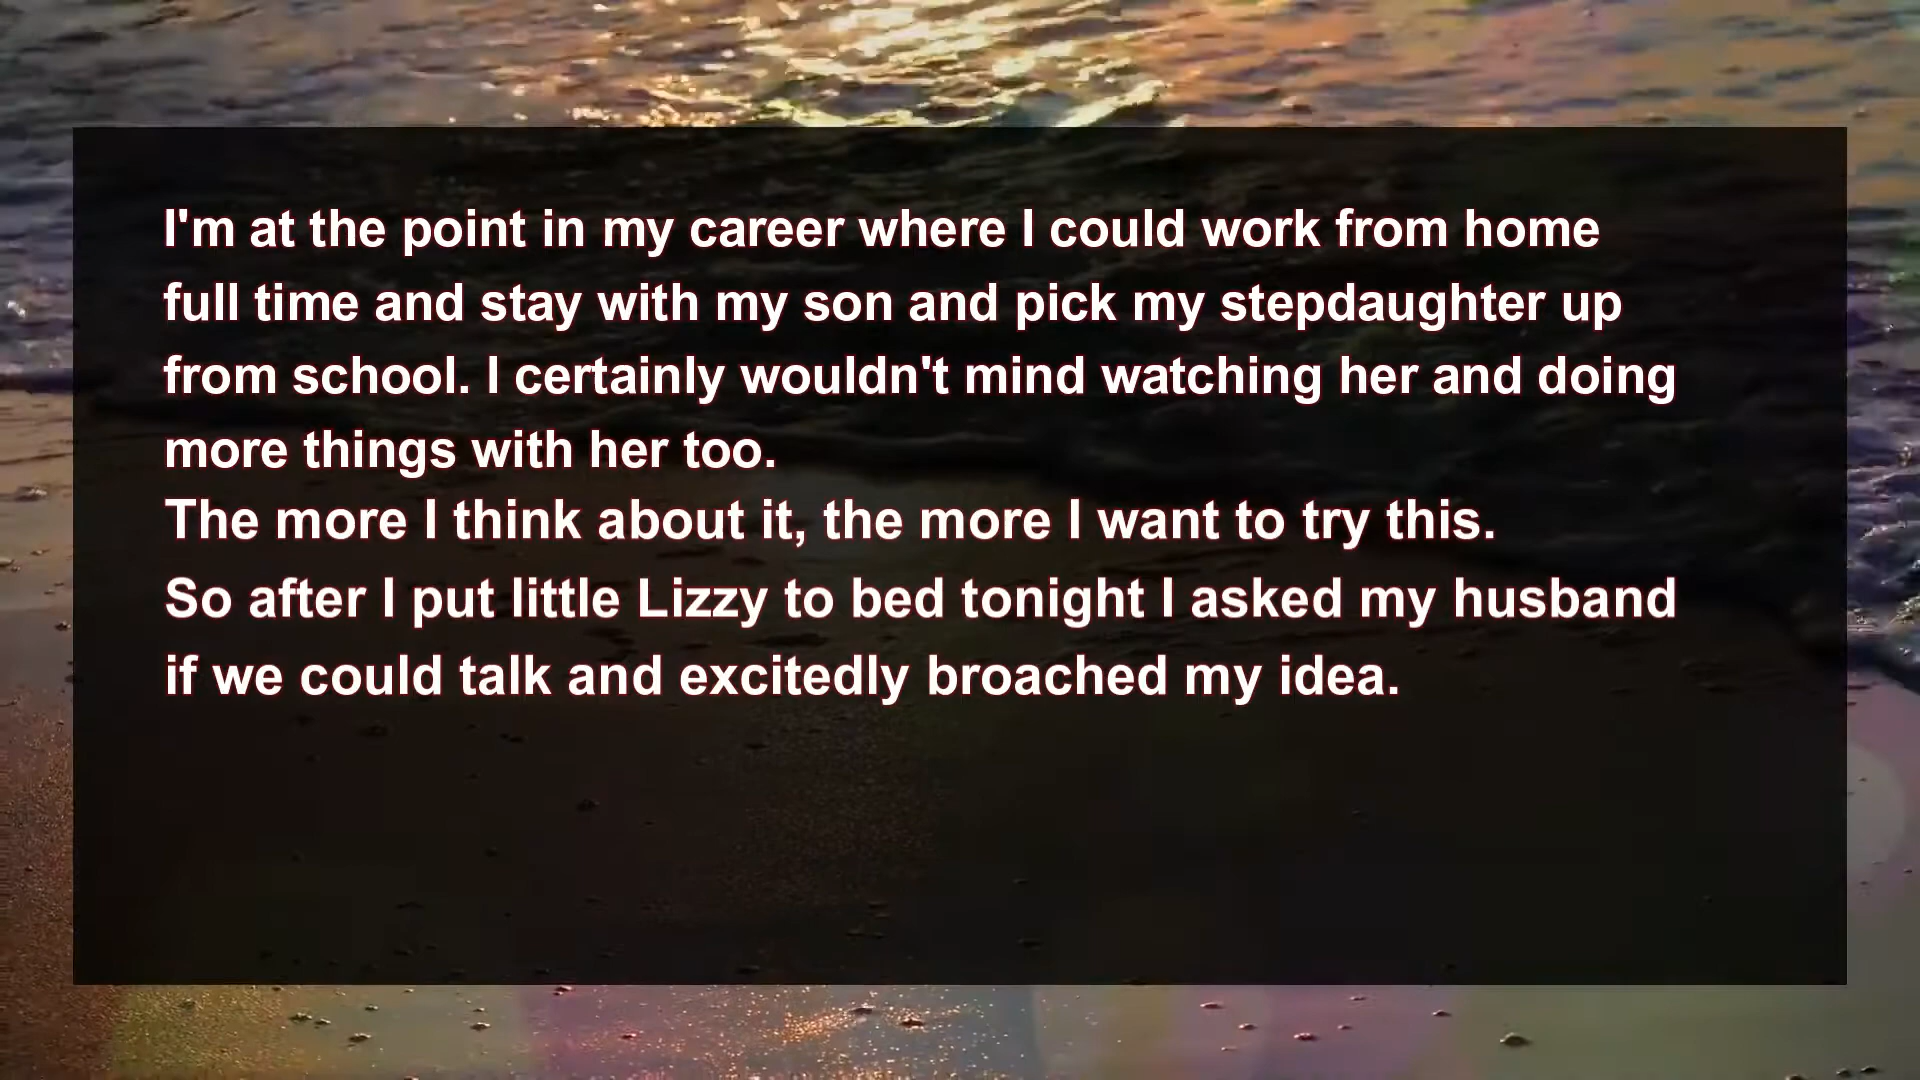 I'm at the point in my career where I could work from home
full time and stay with my son and pick my stepdaughter up
from school. I certainly wouldn't mind watching her and doing
more things with her too.
The more I think about it, the more I want to try this.
So after I put little Lizzy to bed tonight I asked my husband
if we could talk and excitedly broached my idea.